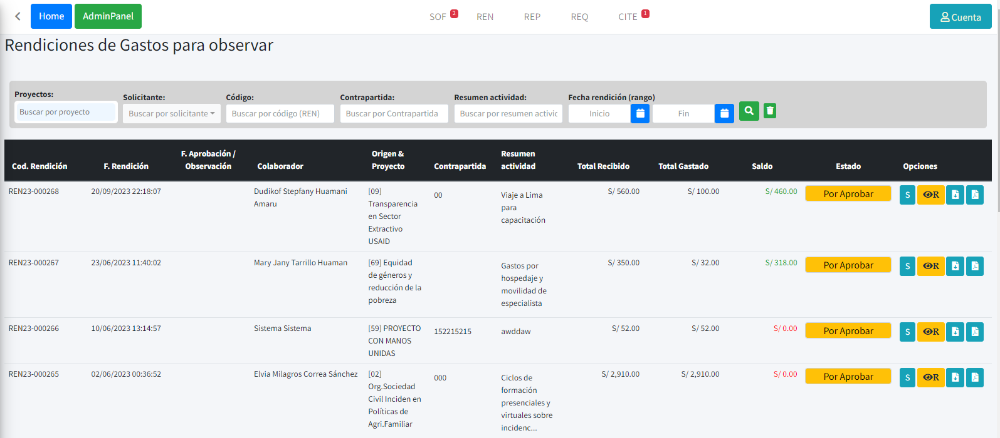 Home AdminPanel SOF 2 REN REP REQ CITE 1 Cuenta
Rendiciones de Gastos para observar
Proyectos: Solicitante: Código: Contrapartida: Resumen actividad: Fecha rendición (rango)
Buscar por proyecto Buscar por solicitante Buscar por código (REN) Buscar por Contrapartida Buscar por resumen activic Inicio Fin
Cod. Rendición F. Rendición F. Aprobación / Observación Colaborador Origen & Proyecto Contrapartida Resumen actividad Total Recibido Total Gastado Saldo Estado Opciones
REN23-000268 20/09/2023 22:18:07 Dudikof Stepfany Huamani Amaru [09] Transparencia en Sector Extractivo USAID 00 Viaje a Lima para capacitación S/ 560.00 S/ 100.00 S/ 460.00 Por Aprobar S R
REN23-000267 23/06/2023 11:40:02 Mary Jany Tarrillo Huaman [69] Equidad de géneros y reducción de la pobreza Gastos por hospedaje y movilidad de especialista S/ 350.00 S/ 32.00 S/ 318.00 Por Aprobar S R
REN23-000266 10/06/2023 13:14:57 Sistema Sistema [59] PROYECTO CON MANOS UNIDAS 152215215 awddaw S/ 52.00 S/ 52.00 S/ 0.00 Por Aprobar S R
REN23-000265 02/06/2023 00:36:52 Elvia Milagros Correa Sánchez [02] Org.Sociedad Civil Inciden en Políticas de Agri.Familiar 000 Ciclos de formación presenciales y virtuales sobre incidenc... S/ 2,910.00 S/ 2,910.00 S/ 0.00 Por Aprobar S R